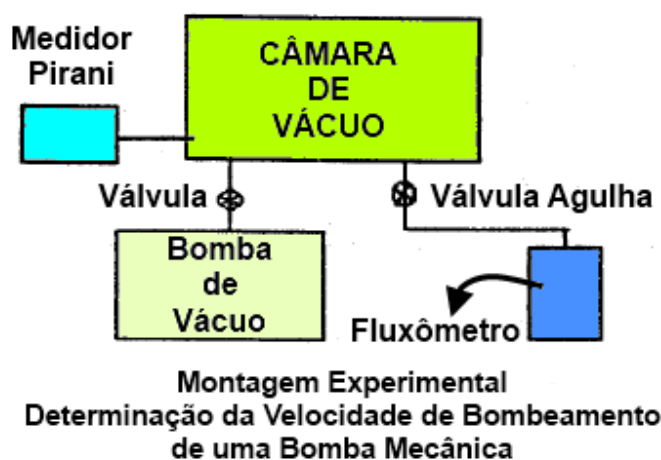 Medidor
Pirani
CÂMARA
DE
VÁCUO
Válvula
Válvula Agulha
Bomba
de
Vácuo
Fluxômetro
Montagem Experimental
Determinação da Velocidade de Bombeamento
de uma Bomba Mecânica